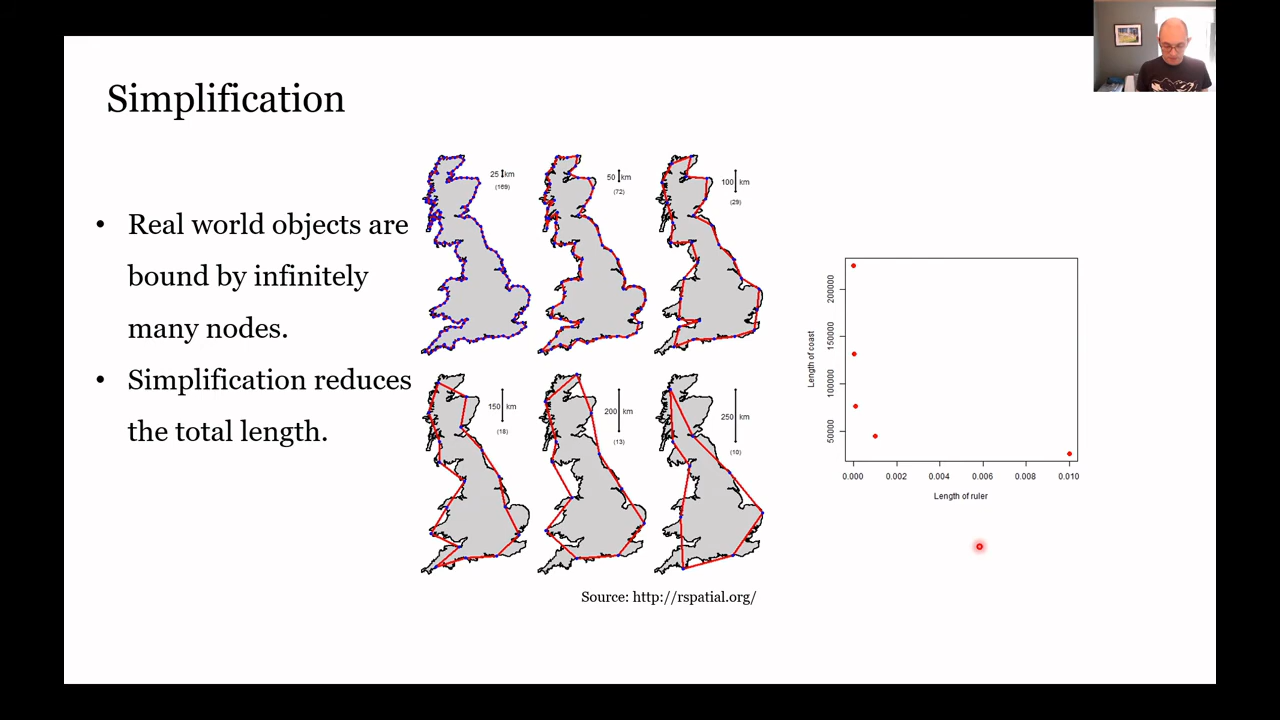 Simplification
• Real world objects are
bound by infinitely
many nodes.
• Simplification reduces
the total length.
25 km
(169)
50 km
(72)
100 km
(29)
150 km
(18)
200 km
(13)
250 km
(10)
Source: http://rspatial.org/
Length of coast
200000
150000
100000
50000
0.000 0.002 0.004 0.006 0.008 0.010
Length of ruler